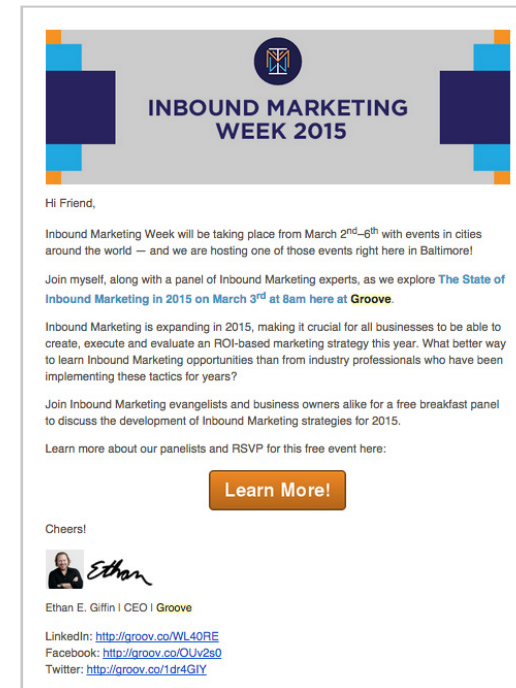 INBOUND MARKETING
WEEK 2015
Hi Friend,
Inbound Marketing Week will be taking place from March 2nd–6th with events in cities
around the world — and we are hosting one of those events right here in Baltimore!
Join myself, along with a panel of Inbound Marketing experts, as we explore The State of
Inbound Marketing in 2015 on March 3rd at 8am here at Groove.
Inbound Marketing is expanding in 2015, making it crucial for all businesses to be able to
create, execute and evaluate an ROI-based marketing strategy this year. What better way
to learn Inbound Marketing opportunities than from industry professionals who have been
implementing these tactics for years?
Join Inbound Marketing evangelists and business owners alike for a free breakfast panel
to discuss the development of Inbound Marketing strategies for 2015.
Learn more about our panelists and RSVP for this free event here:
Learn More!
Cheers!
Ethan
Ethan E. Giffin | CEO | Groove
LinkedIn: http://groov.co/WL40RE
Facebook: http://groov.co/OUv2s0
Twitter: http://groov.co/1dr4GIY